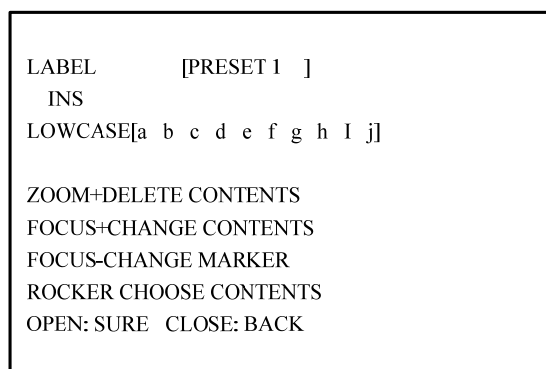 LABEL [PRESET 1 ]
INS
LOWCASE[a b c d e f g h I j]
ZOOM+DELETE CONTENTS
FOCUS+CHANGE CONTENTS
FOCUS-CHANGE MARKER
ROCKER CHOOSE CONTENTS
OPEN: SURE CLOSE: BACK